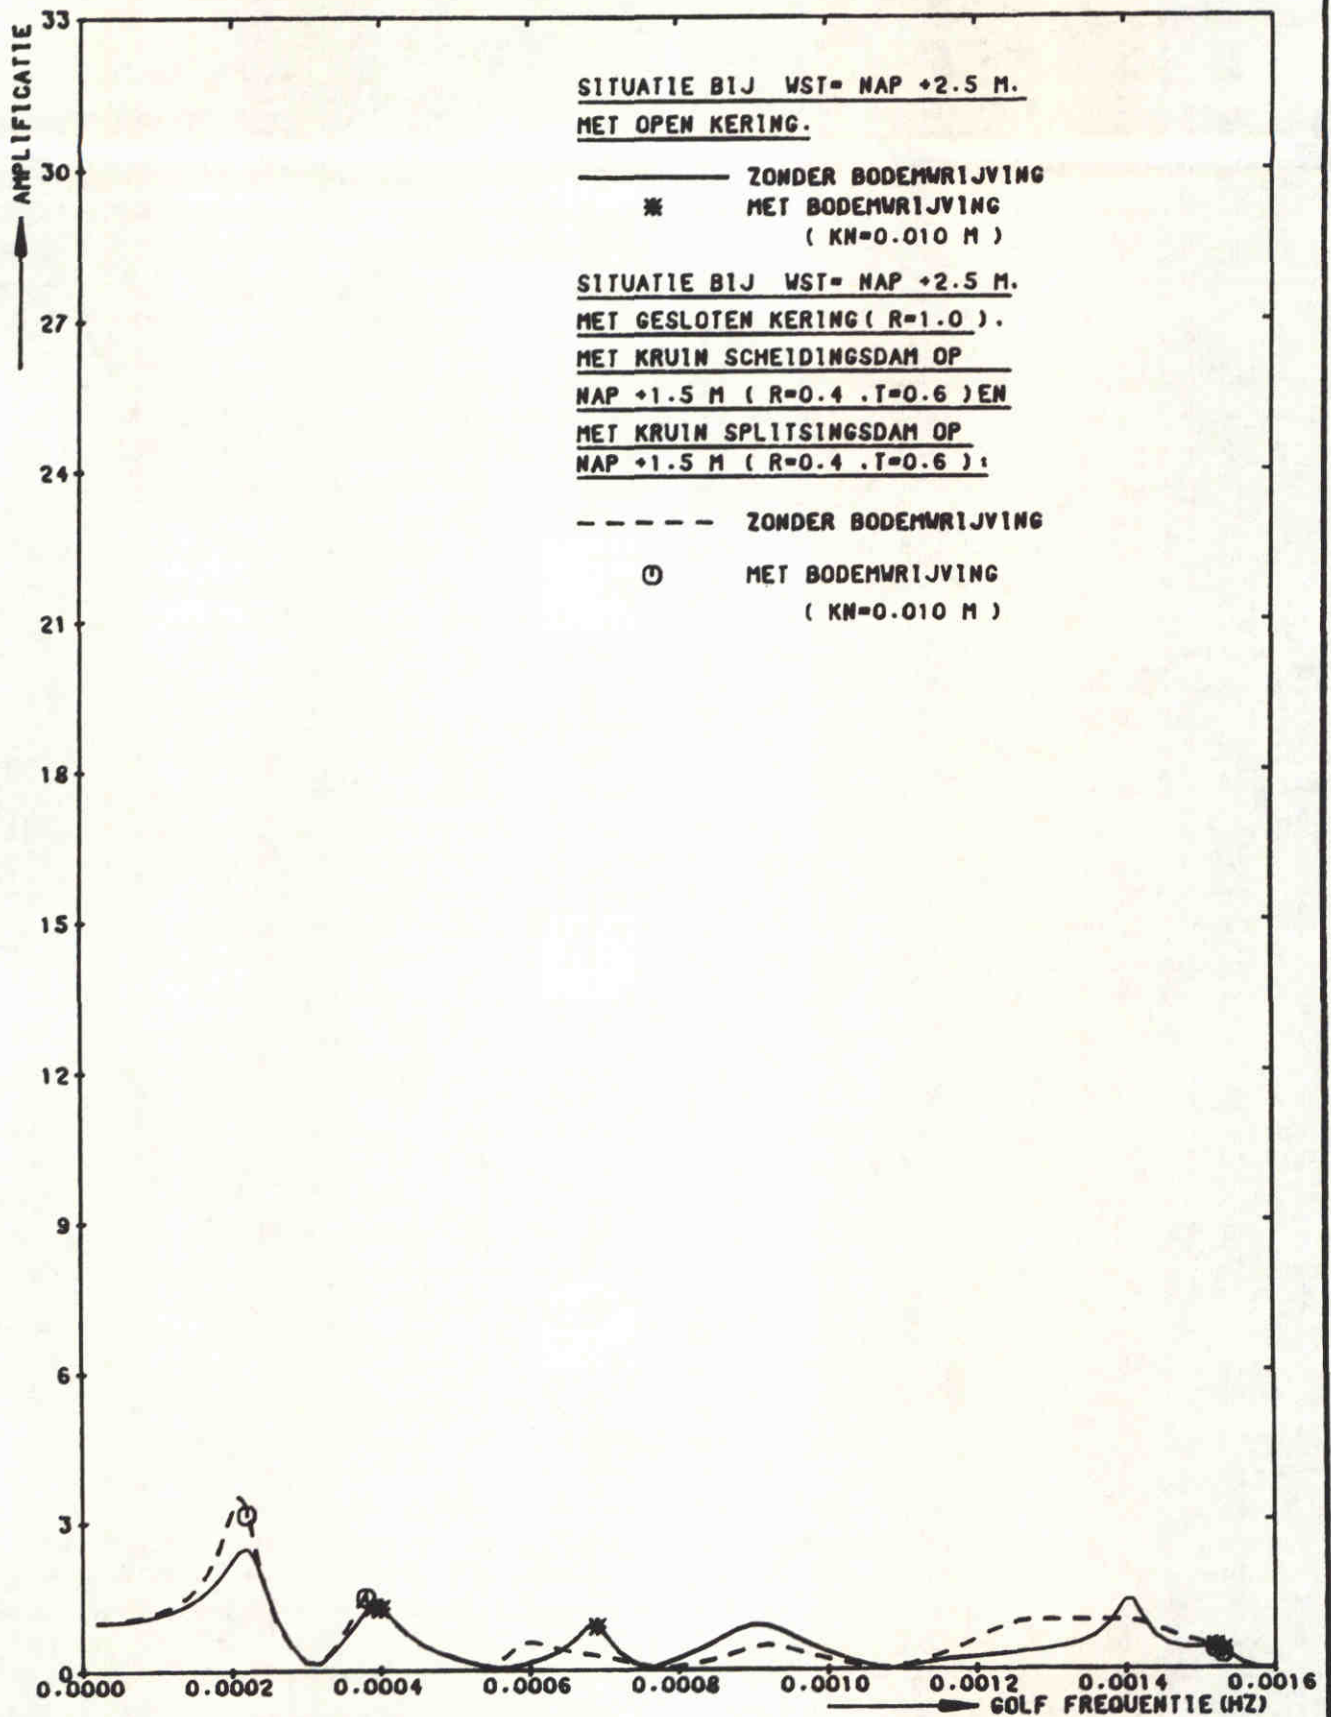 AMPLIFICATIE
33
30
27
24
21
18
15
12
9
6
3
0
SITUATIE BIJ WST= NAP +2.5 M.
MET OPEN KERING.
ZONDER BODEMWRIJVING
MET BODEMWRIJVING
( KN=0.010 M )
SITUATIE BIJ WST= NAP +2.5 M.
MET GESLOTEN KERING( R=1.0 ).
MET KRUIN SCHEIDINGSDAM OP
NAP +1.5 M ( R=0.4 .T=0.6 )EN
MET KRUIN SPLITSINGSDAM OP
NAP +1.5 M ( R=0.4 .T=0.6 ):
ZONDER BODEMWRIJVING
MET BODEMWRIJVING
( KN=0.010 M )
0.0000 0.0002 0.0004 0.0006 0.0008 0.0010 0.0012 0.0014 0.0016
GOLF FREQUENTIE (HZ)